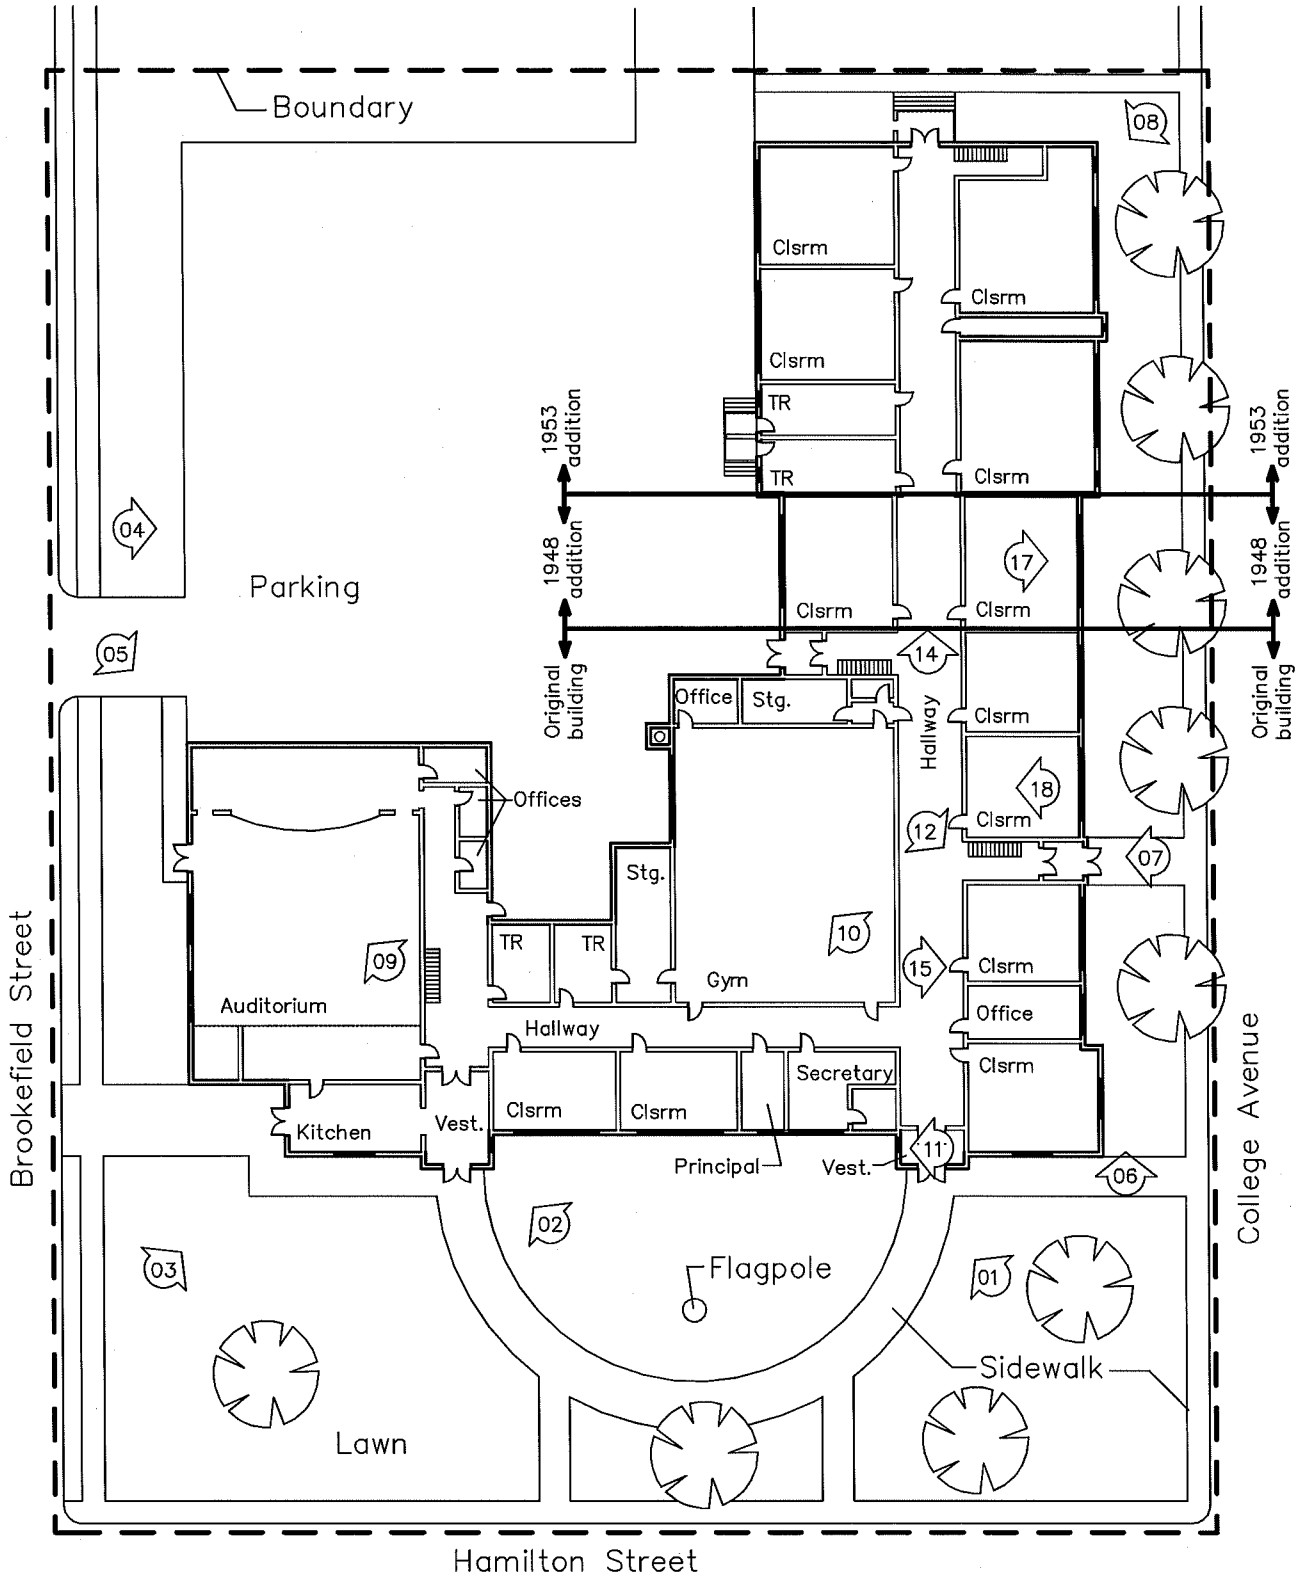 Boundary
08
Clsrm
Clsrm
Clsrm
TR
TR
Clsrm
1953
addition
1953
addition
04
1948
addition
1948
addition
17
Parking
Clsrm
Clsrm
05
14
Original
building
Original
building
Office
Stg.
Hallway
Clsrm
Offices
18
Clsrm
12
07
Stg.
TR
TR
10
09
15
Clsrm
Gym
Auditorium
Office
Hallway
Clsrm
Secretary
Brookefield Street
College Avenue
Clsrm
Clsrm
Vest.
Kitchen
Principal
Vest.
11
06
02
03
01
Flagpole
Sidewalk
Lawn
Hamilton Street